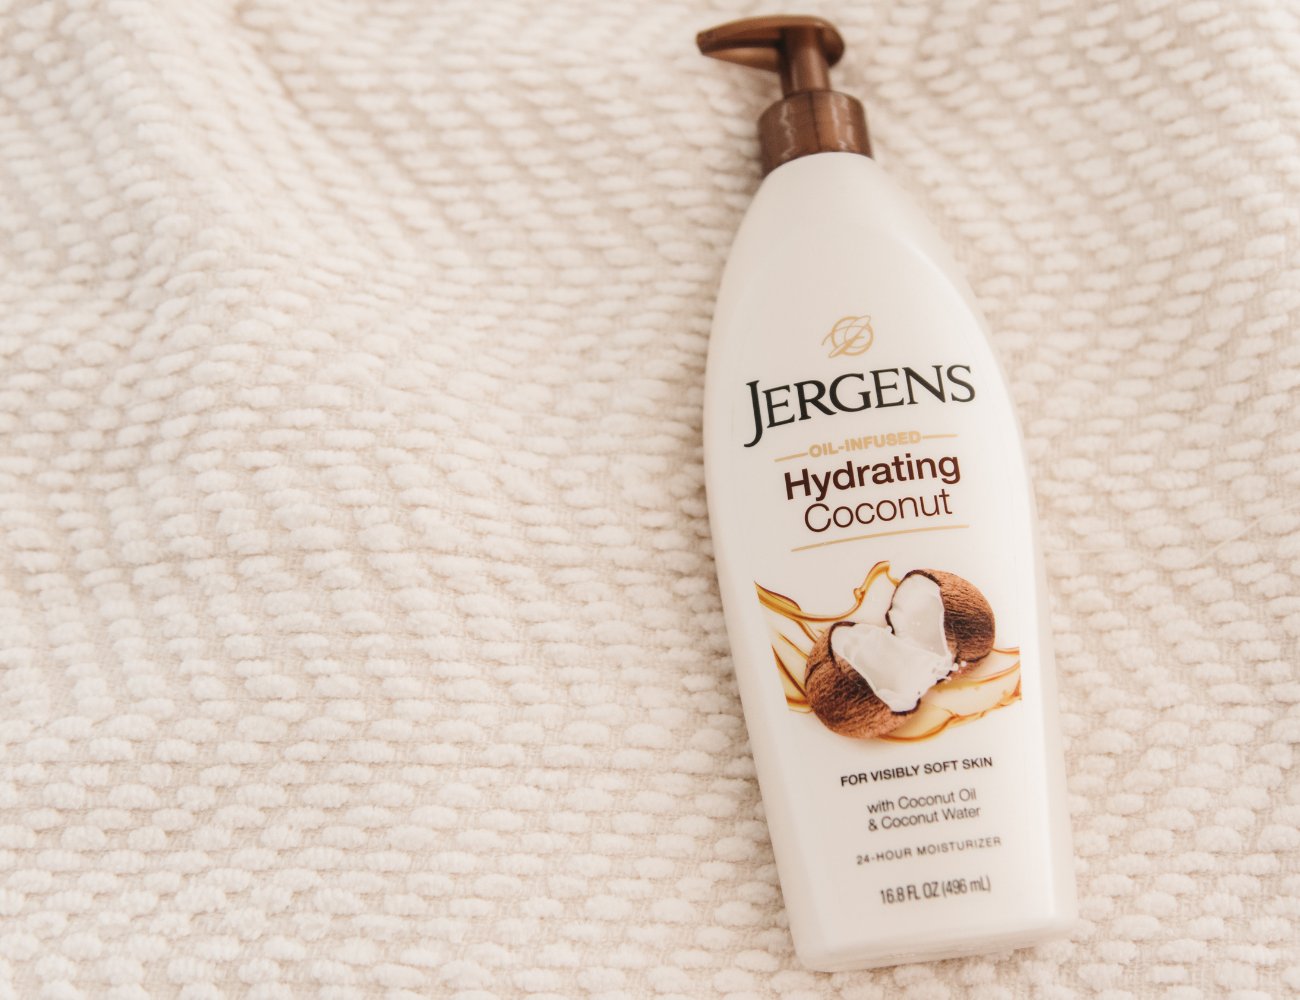 JERGENS
OIL-INFUSED
Hydrating
Coconut
FOR VISIBLY SOFT SKIN
with Coconut Oil
& Coconut Water
24-HOUR MOISTURIZER
16.8 FL OZ (496 mL)